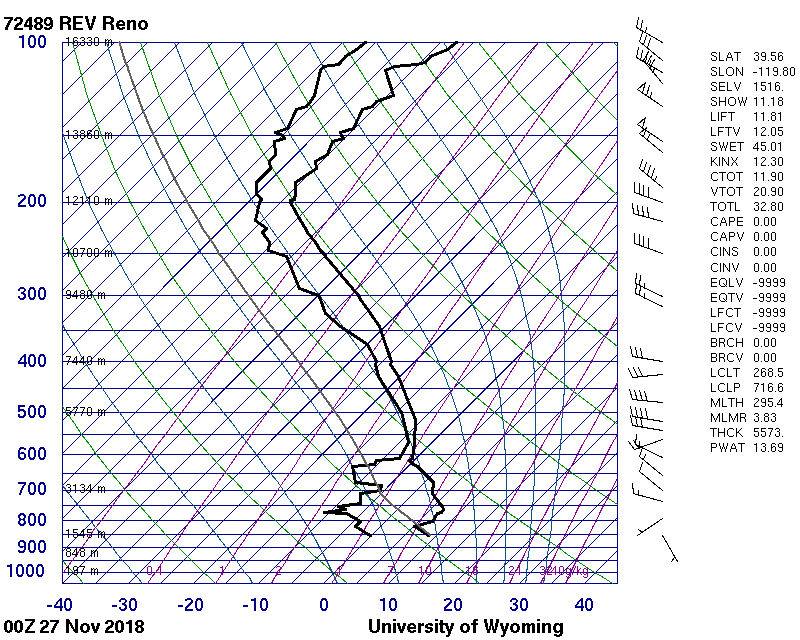 72489 REV Reno
100 16330 m
13860 m
200 12110 m
10700 m
300 9480 m
400 7440 m
500 5770 m
600
700 3134 m
800
1545 m
900
846 m
1000 197 m
0.4 1 2 4 7 10 16 24 32 40g/kg
-40 -30 -20 -10 0 10 20 30 40
00Z 27 Nov 2018 University of Wyoming
SLAT 39.56
SLON -119.80
SELV 1516.
SHOW 11.18
LIFT 11.81
LFTV 12.05
SWET 45.01
KINX 12.30
CTOT 11.90
VTOT 20.90
TOTL 32.80
CAPE 0.00
CAPV 0.00
CINS 0.00
CINV 0.00
EQLV -9999
EQTV -9999
LFCT -9999
LFCV -9999
BRCH 0.00
BRCV 0.00
LCLT 268.5
LCLP 716.6
MLTH 295.4
MLMR 3.83
THCK 5573.
PWAT 13.69